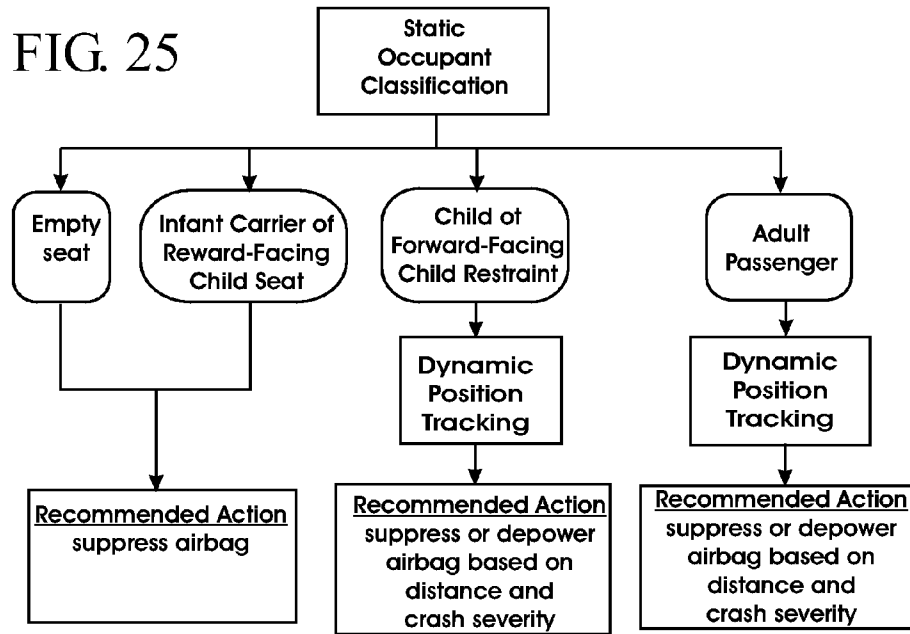 FIG. 25
Static
Occupant
Classification
Empty
seat
Infant Carrier of
Reward-Facing
Child Seat
Child ot
Forward-Facing
Child Restraint
Adult
Passenger
Dynamic
Position
Tracking
Dynamic
Position
Tracking
Recommended Action
suppress airbag
Recommended Action
suppress or depower
airbag based on
distance and
crash severity
Recommended Action
suppress or depower
airbag based on
distance and
crash severity